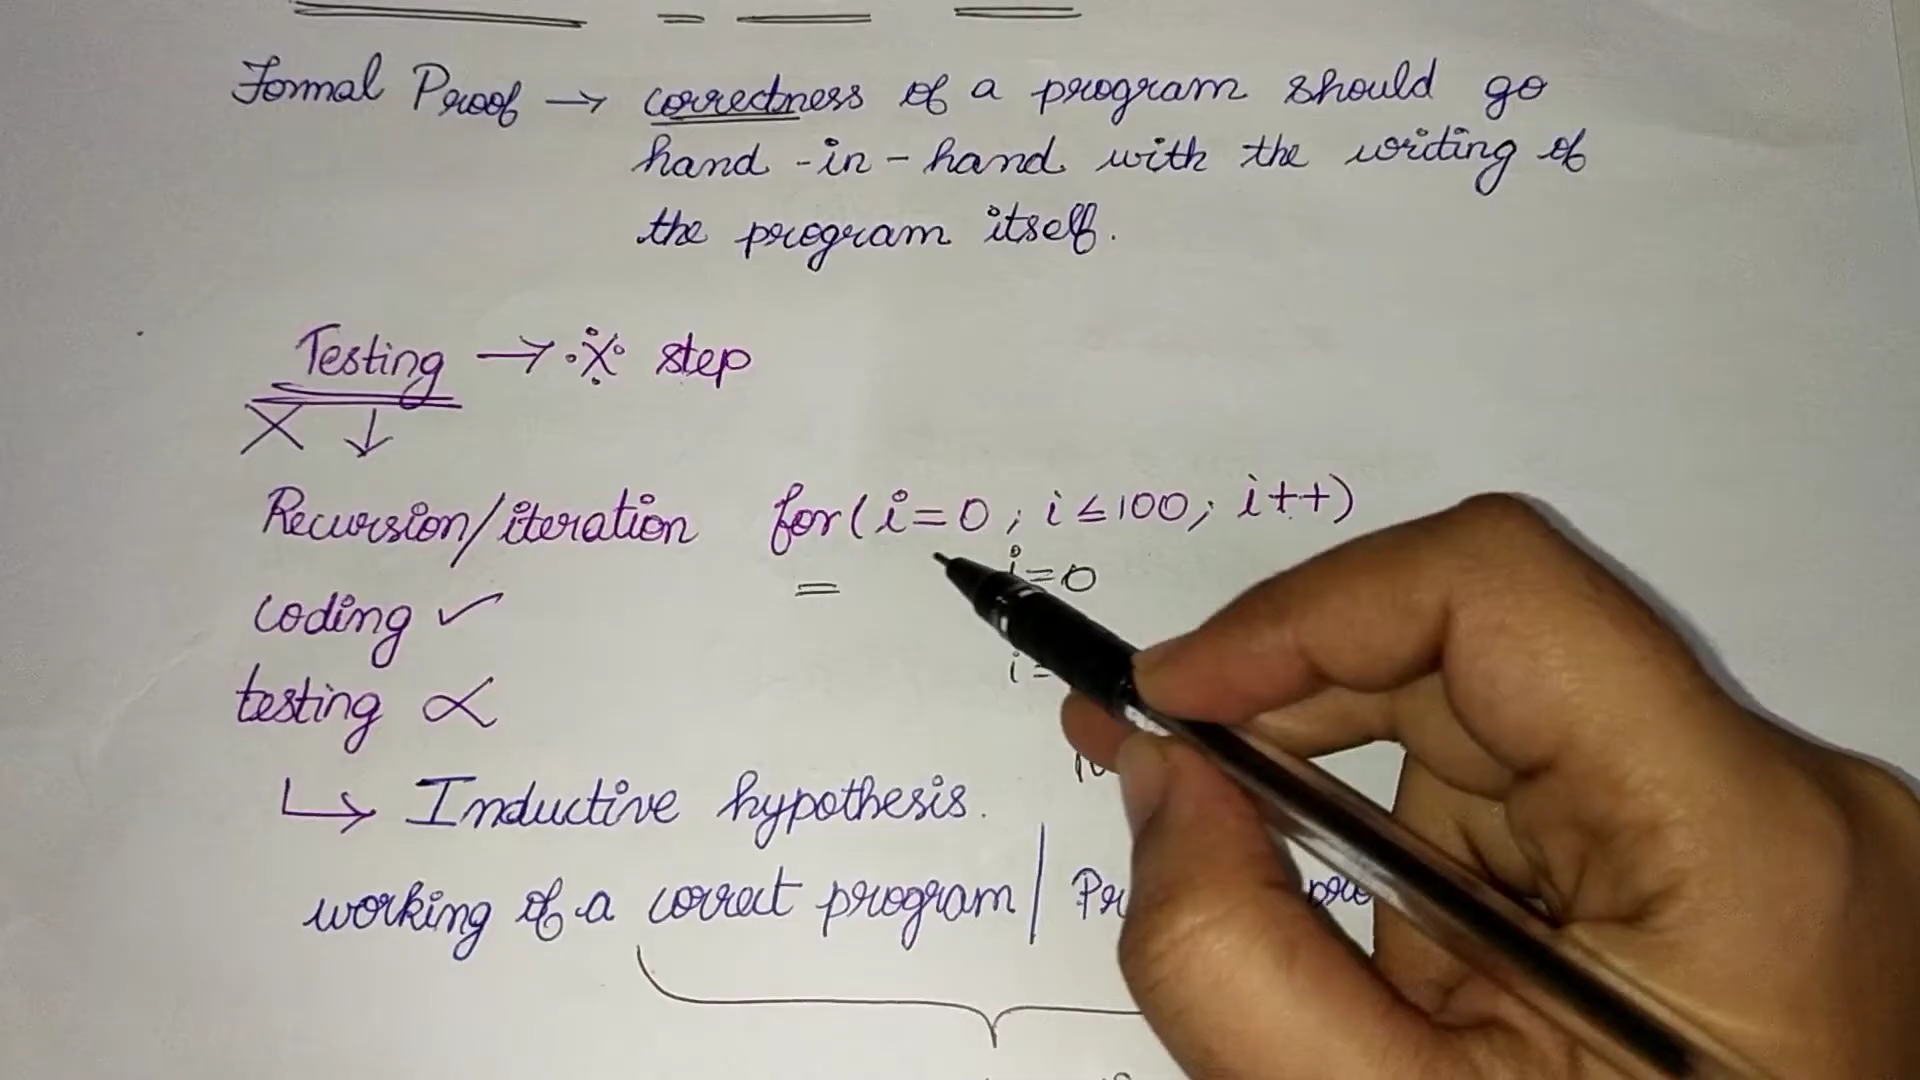 Formal Proof → correctness of a program should go
hand-in-hand with the writing of
the program itself.
Testing → step
Recursion/iteration for(i=0; i≤100; i++)
i=0
coding ✓
i=
testing
↳ Inductive hypothesis.
working of a correct program |